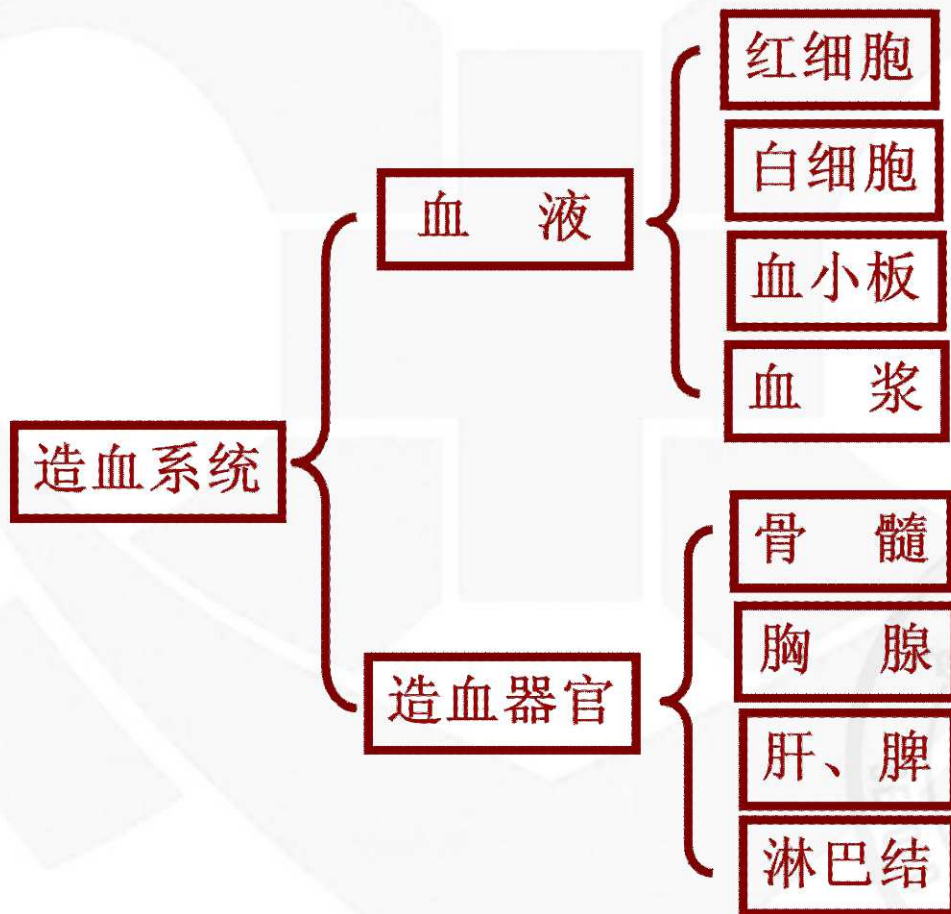 造血系统
血 液
红细胞
白细胞
血小板
血 浆
造血器官
骨 髓
胸 腺
肝、脾
淋巴结